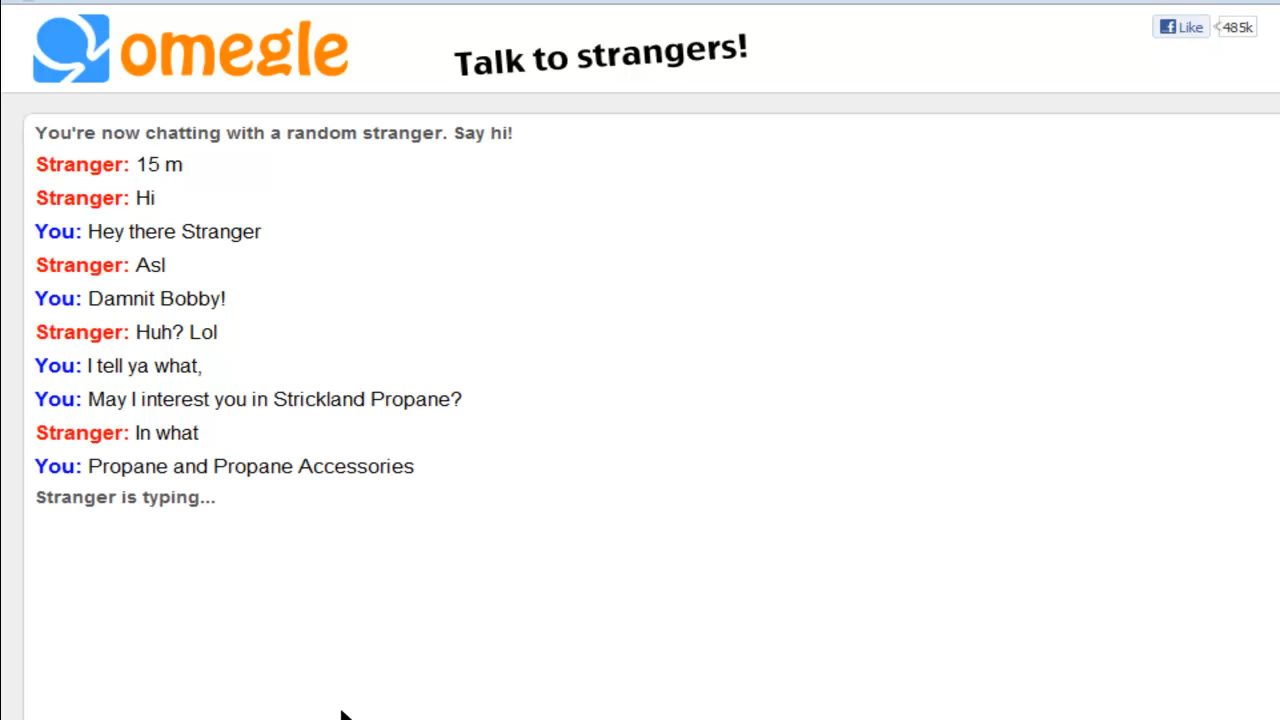 omegle
Talk to strangers!
Like
485k
You're now chatting with a random stranger. Say hi!
Stranger: 15 m
Stranger: Hi
You: Hey there Stranger
Stranger: Asl
You: Damnit Bobby!
Stranger: Huh? Lol
You: I tell ya what,
You: May I interest you in Strickland Propane?
Stranger: In what
You: Propane and Propane Accessories
Stranger is typing...